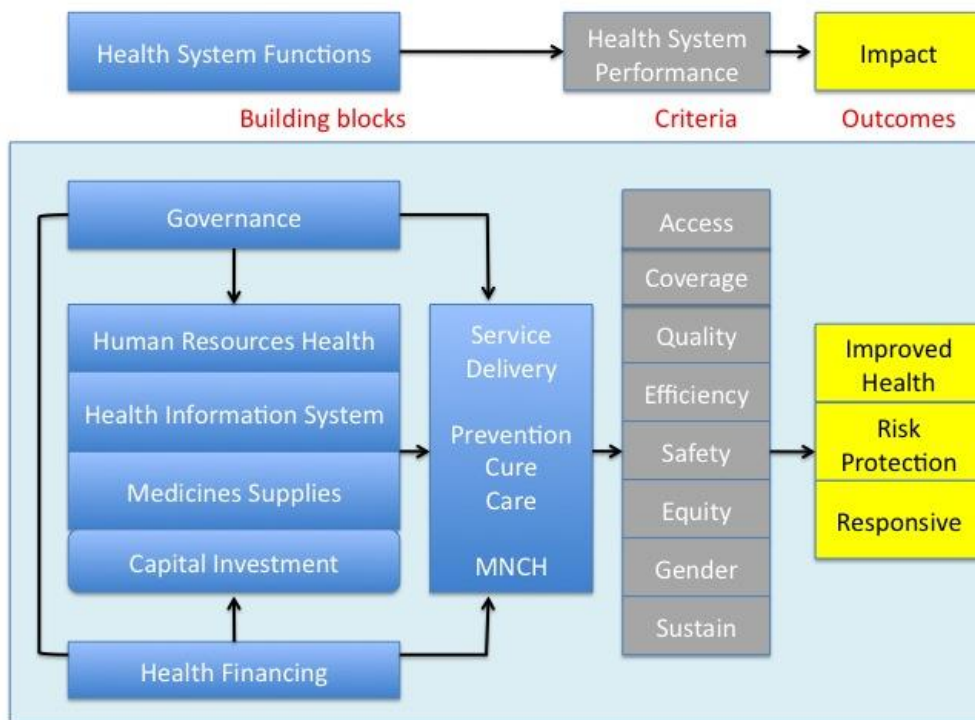 Health System Functions
Health System
Performance
Impact
Building blocks
Criteria
Outcomes
Governance
Human Resources Health
Health Information System
Medicines Supplies
Capital Investment
Health Financing
Service
Delivery
Prevention
Cure
Care
MNCH
Access
Coverage
Quality
Efficiency
Safety
Equity
Gender
Sustain
Improved
Health
Risk
Protection
Responsive